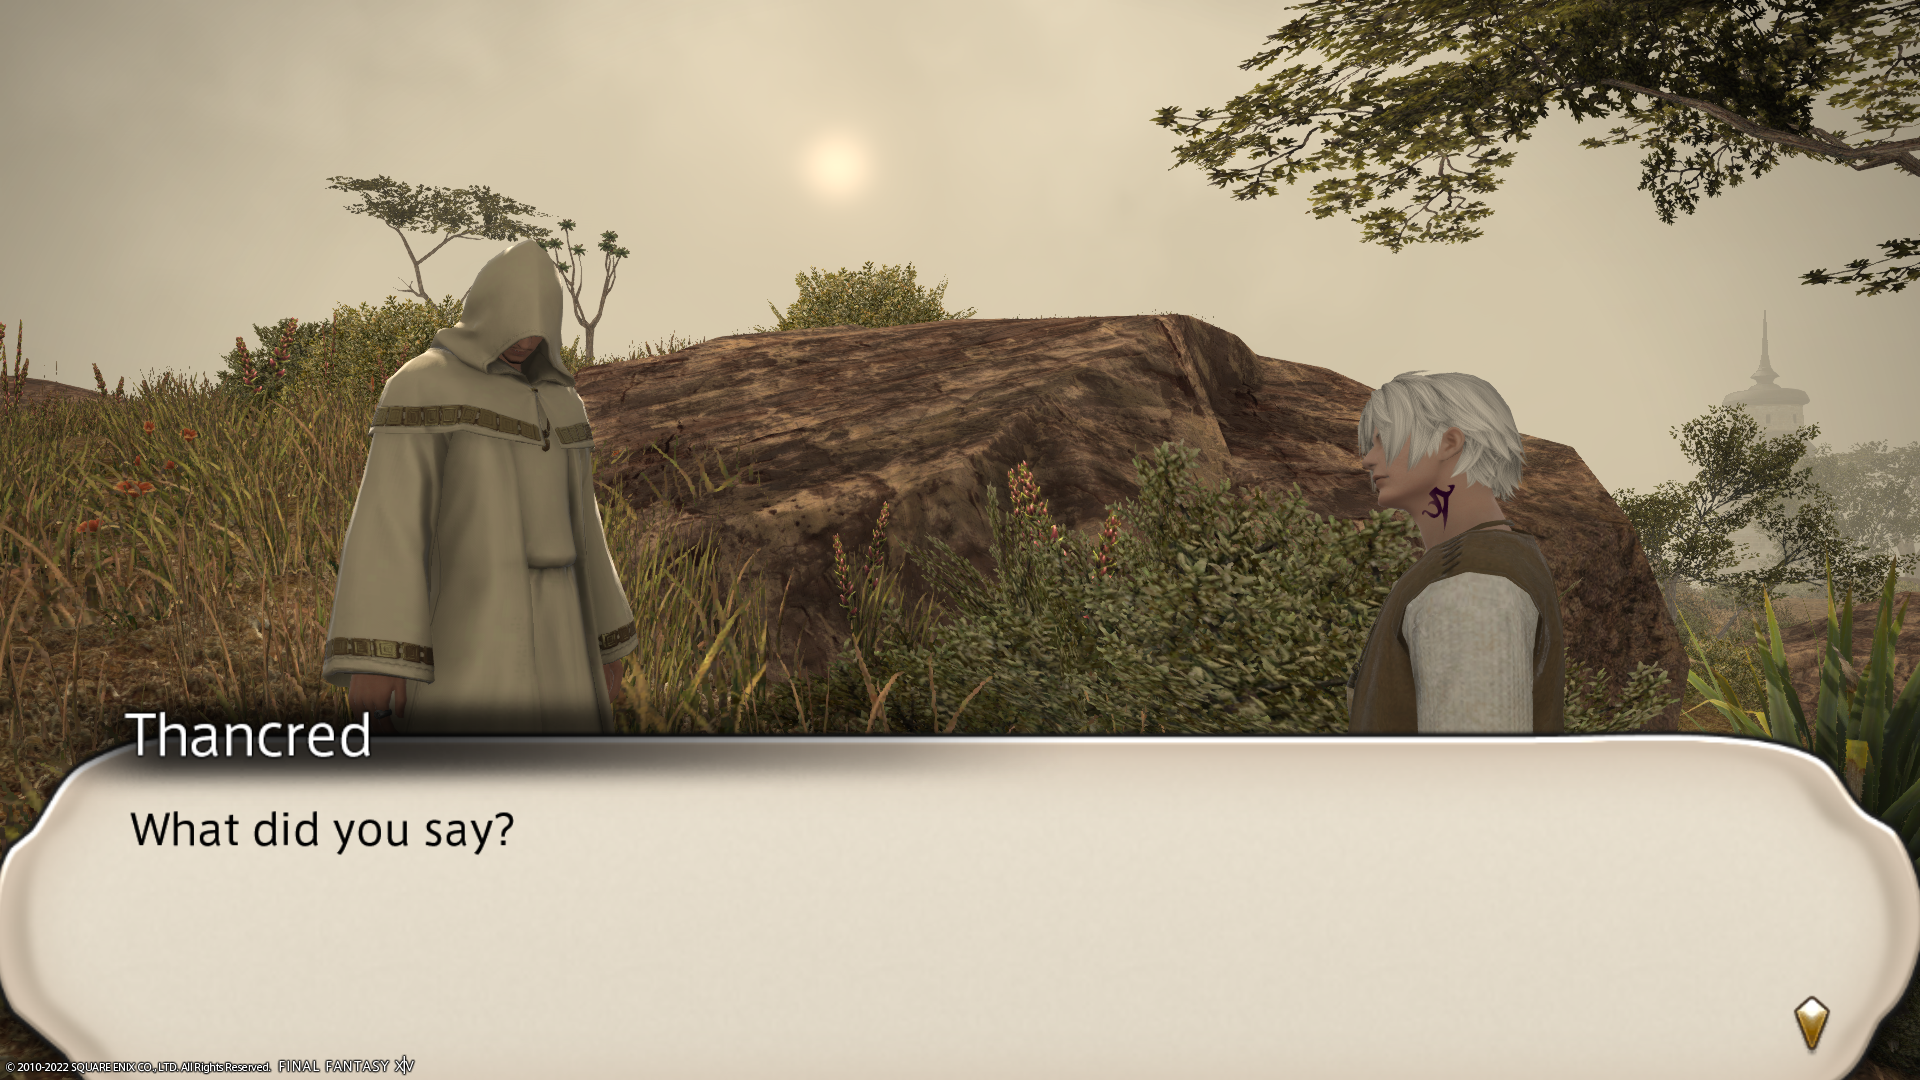 Thancred
What did you say?
© 2010-2022 SQUARE ENIX CO., LTD. All Rights Reserved. FINAL FANTASY XIV